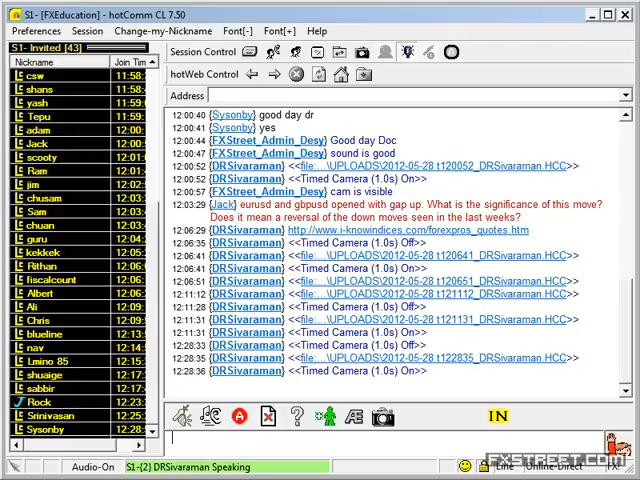 S1 - [FXEducation] - hotComm CL 7.50
Preferences Session Change-my-Nickname Font[-] Font[+] Help
S1- Invited [43]
Session Control
Nickname Join Tim
hotWeb Control
Address
csw 11:58:
shans 11:58:
yash 11:59:
Tepu 11:59:
adam 12:00:
Jack 12:00:
scooty 12:01:
Ram 12:01:
jim 12:02:
chusam 12:03:
Sam 12:03:
chuan 12:04:
guru 12:04:
kekkek 12:05:
Rithan 12:06:
fiscalcount 12:06:
Albert 12:07:
Ali 12:09:
Chris 12:09:
blueline 12:13:
nav 12:14:
Lmino 85 12:15:
shuaige 12:17:
sabbir 12:17:
Rock 12:23:
Srinivasan 12:25:
Sysonby 12:28:
12:00:40 {Sysonby} good day dr
12:00:41 {Sysonby} yes
12:00:44 {FXStreet_Admin_Desy} Good day Doc
12:00:47 {FXStreet_Admin_Desy} sound is good
12:00:52 {DRSivaraman} <<file:...\UPLOADS\2012-05-28 t120052_DRSivaraman.HCC>>
12:00:52 {DRSivaraman} <<Timed Camera (1.0s) On>>
12:00:57 {FXStreet_Admin_Desy} cam is visible
12:03:29 {Jack} eurusd and gbpusd opened with gap up. What is the significance of this move?
Does it mean a reversal of the down moves seen in the last weeks?
12:06:29 {DRSivaraman} http://www.i-knowindices.com/forexpros_quotes.htm
12:06:35 {DRSivaraman} <<Timed Camera (1.0s) Off>>
12:06:41 {DRSivaraman} <<file:...\UPLOADS\2012-05-28 t120641_DRSivaraman.HCC>>
12:06:41 {DRSivaraman} <<Timed Camera (1.0s) On>>
12:06:51 {DRSivaraman} <<file:...\UPLOADS\2012-05-28 t120651_DRSivaraman.HCC>>
12:11:12 {DRSivaraman} <<file:...\UPLOADS\2012-05-28 t121112_DRSivaraman.HCC>>
12:11:28 {DRSivaraman} <<Timed Camera (1.0s) Off>>
12:11:31 {DRSivaraman} <<file:...\UPLOADS\2012-05-28 t121131_DRSivaraman.HCC>>
12:11:31 {DRSivaraman} <<Timed Camera (1.0s) On>>
12:28:33 {DRSivaraman} <<Timed Camera (1.0s) Off>>
12:28:35 {DRSivaraman} <<file:...\UPLOADS\2012-05-28 t122835_DRSivaraman.HCC>>
12:28:36 {DRSivaraman} <<Timed Camera (1.0s) On>>
A ? Æ IN
Audio-On S1-{2} DRSivaraman Speaking Line Online-Direct FX
FXSTREET.COM